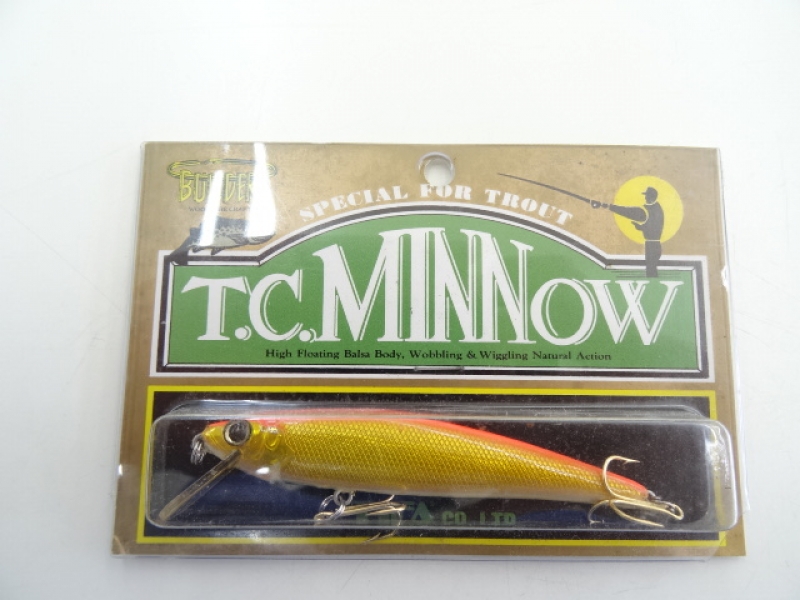 SPECIAL FOR TROUT
T.C.MINNOW
High Floating Balsa Body, Wobbling & Wiggling Natural Action
CO.,LTD.